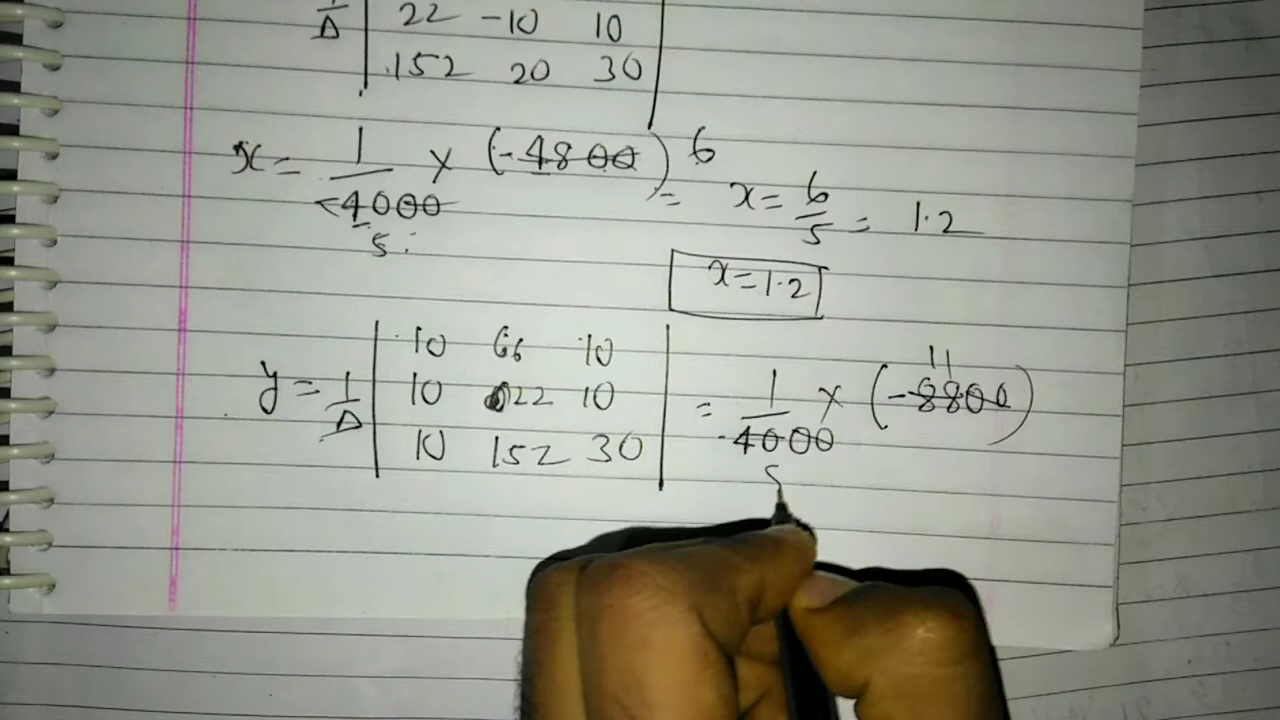 1/Δ | 22 -10 10 |
| 152 20 30 |
x = 1/-4000 × (-4800) 6 = x = 6/5 = 1.2
5
x = 1.2
y = 1/Δ | 10 66 10 |
| 10 22 10 |
| 10 152 30 |
= 1/-4000 × (-8800) 11
5